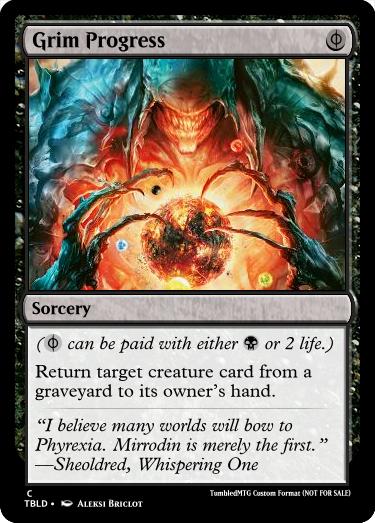 Grim Progress
Sorcery
( can be paid with either or 2 life.)
Return target creature card from a
graveyard to its owner's hand.
“I believe many worlds will bow to
Phyrexia. Mirrodin is merely the first.”
—Sheoldred, Whispering One
C
TBLD • Aleksi Briclot
TumbledMTG Custom Format (NOT FOR SALE)